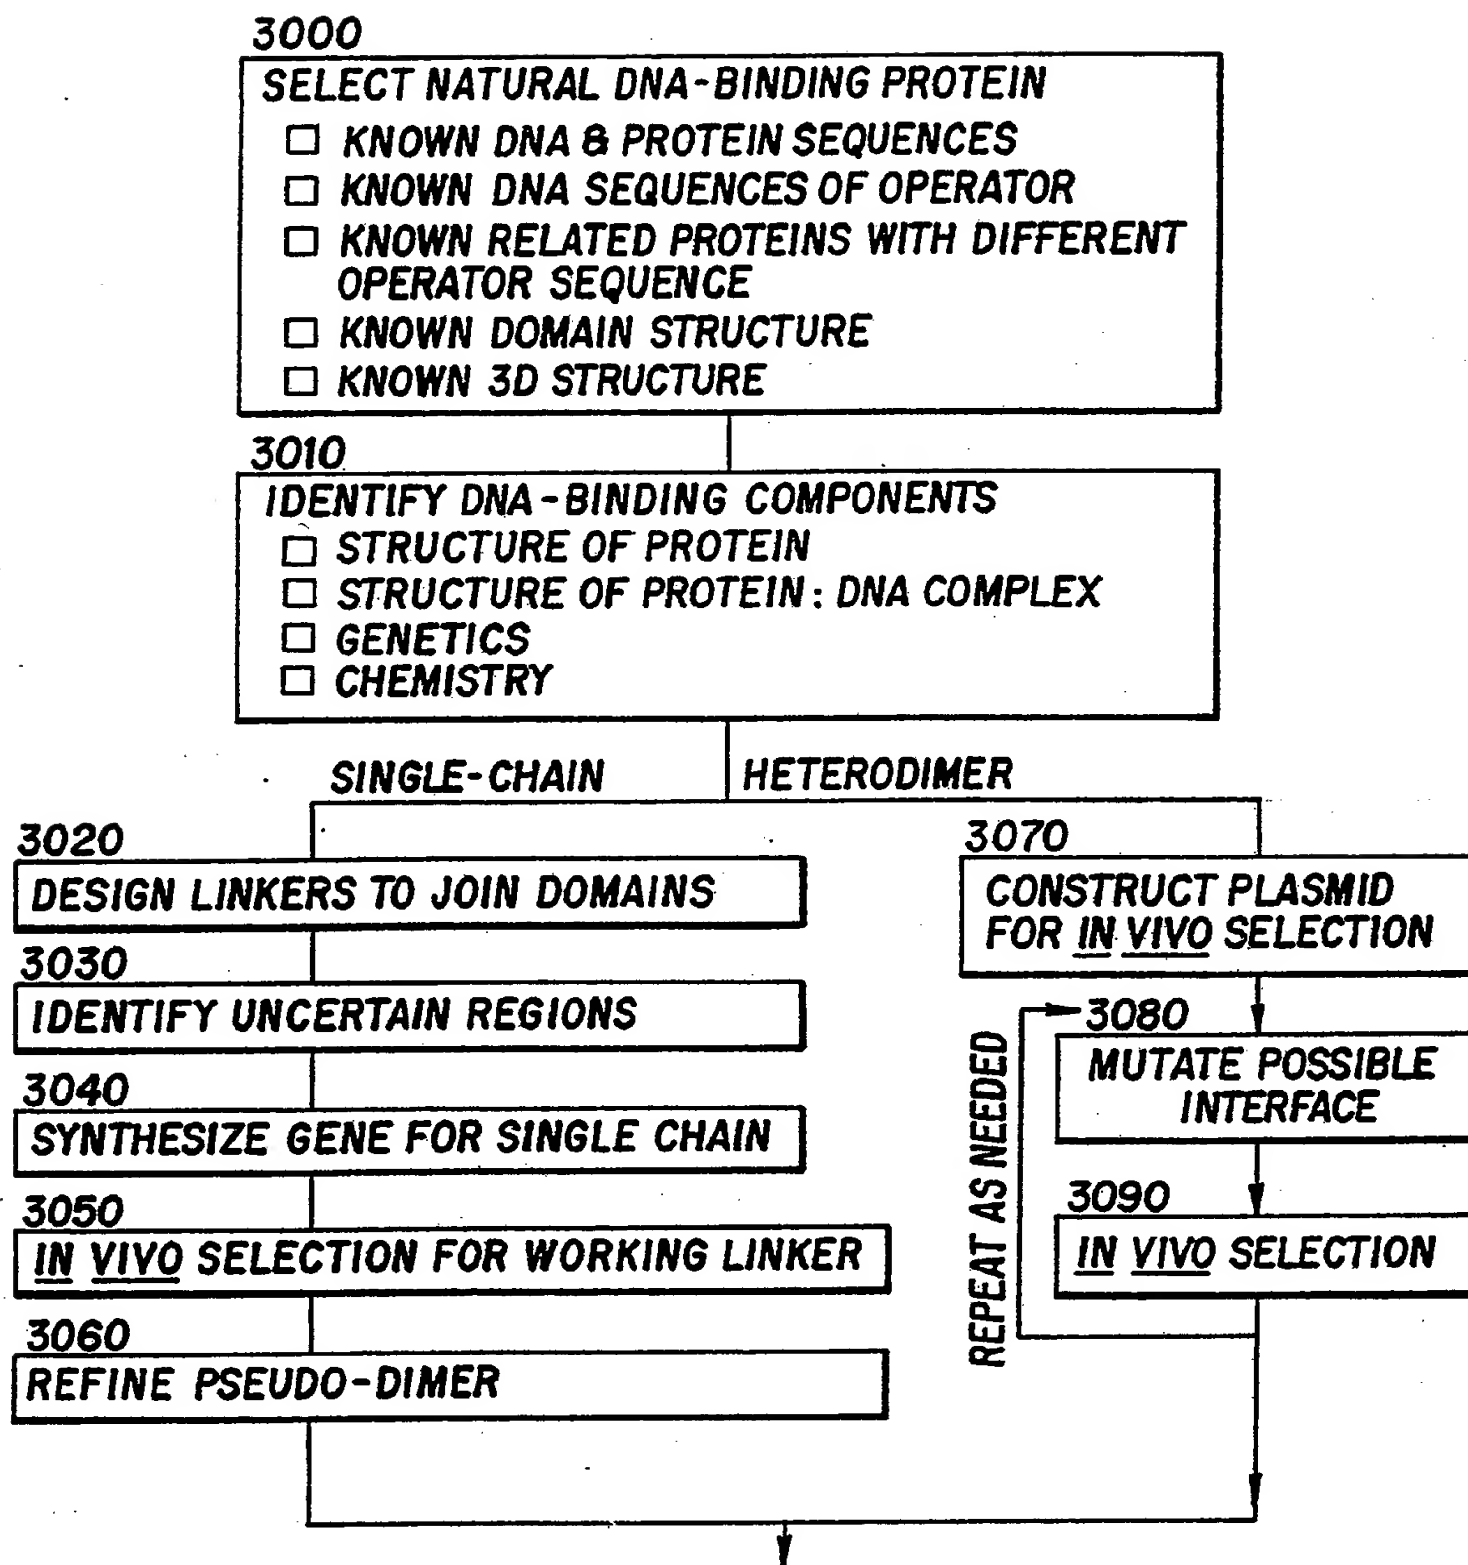 3000
SELECT NATURAL DNA-BINDING PROTEIN
☐ KNOWN DNA & PROTEIN SEQUENCES
☐ KNOWN DNA SEQUENCES OF OPERATOR
☐ KNOWN RELATED PROTEINS WITH DIFFERENT
OPERATOR SEQUENCE
☐ KNOWN DOMAIN STRUCTURE
☐ KNOWN 3D STRUCTURE
3010
IDENTIFY DNA-BINDING COMPONENTS
☐ STRUCTURE OF PROTEIN
☐ STRUCTURE OF PROTEIN: DNA COMPLEX
☐ GENETICS
☐ CHEMISTRY
SINGLE-CHAIN
HETERODIMER
3020
DESIGN LINKERS TO JOIN DOMAINS
3030
IDENTIFY UNCERTAIN REGIONS
3040
SYNTHESIZE GENE FOR SINGLE CHAIN
3050
IN VIVO SELECTION FOR WORKING LINKER
3060
REFINE PSEUDO-DIMER
3070
CONSTRUCT PLASMID
FOR IN VIVO SELECTION
3080
MUTATE POSSIBLE
INTERFACE
3090
IN VIVO SELECTION
REPEAT AS NEEDED